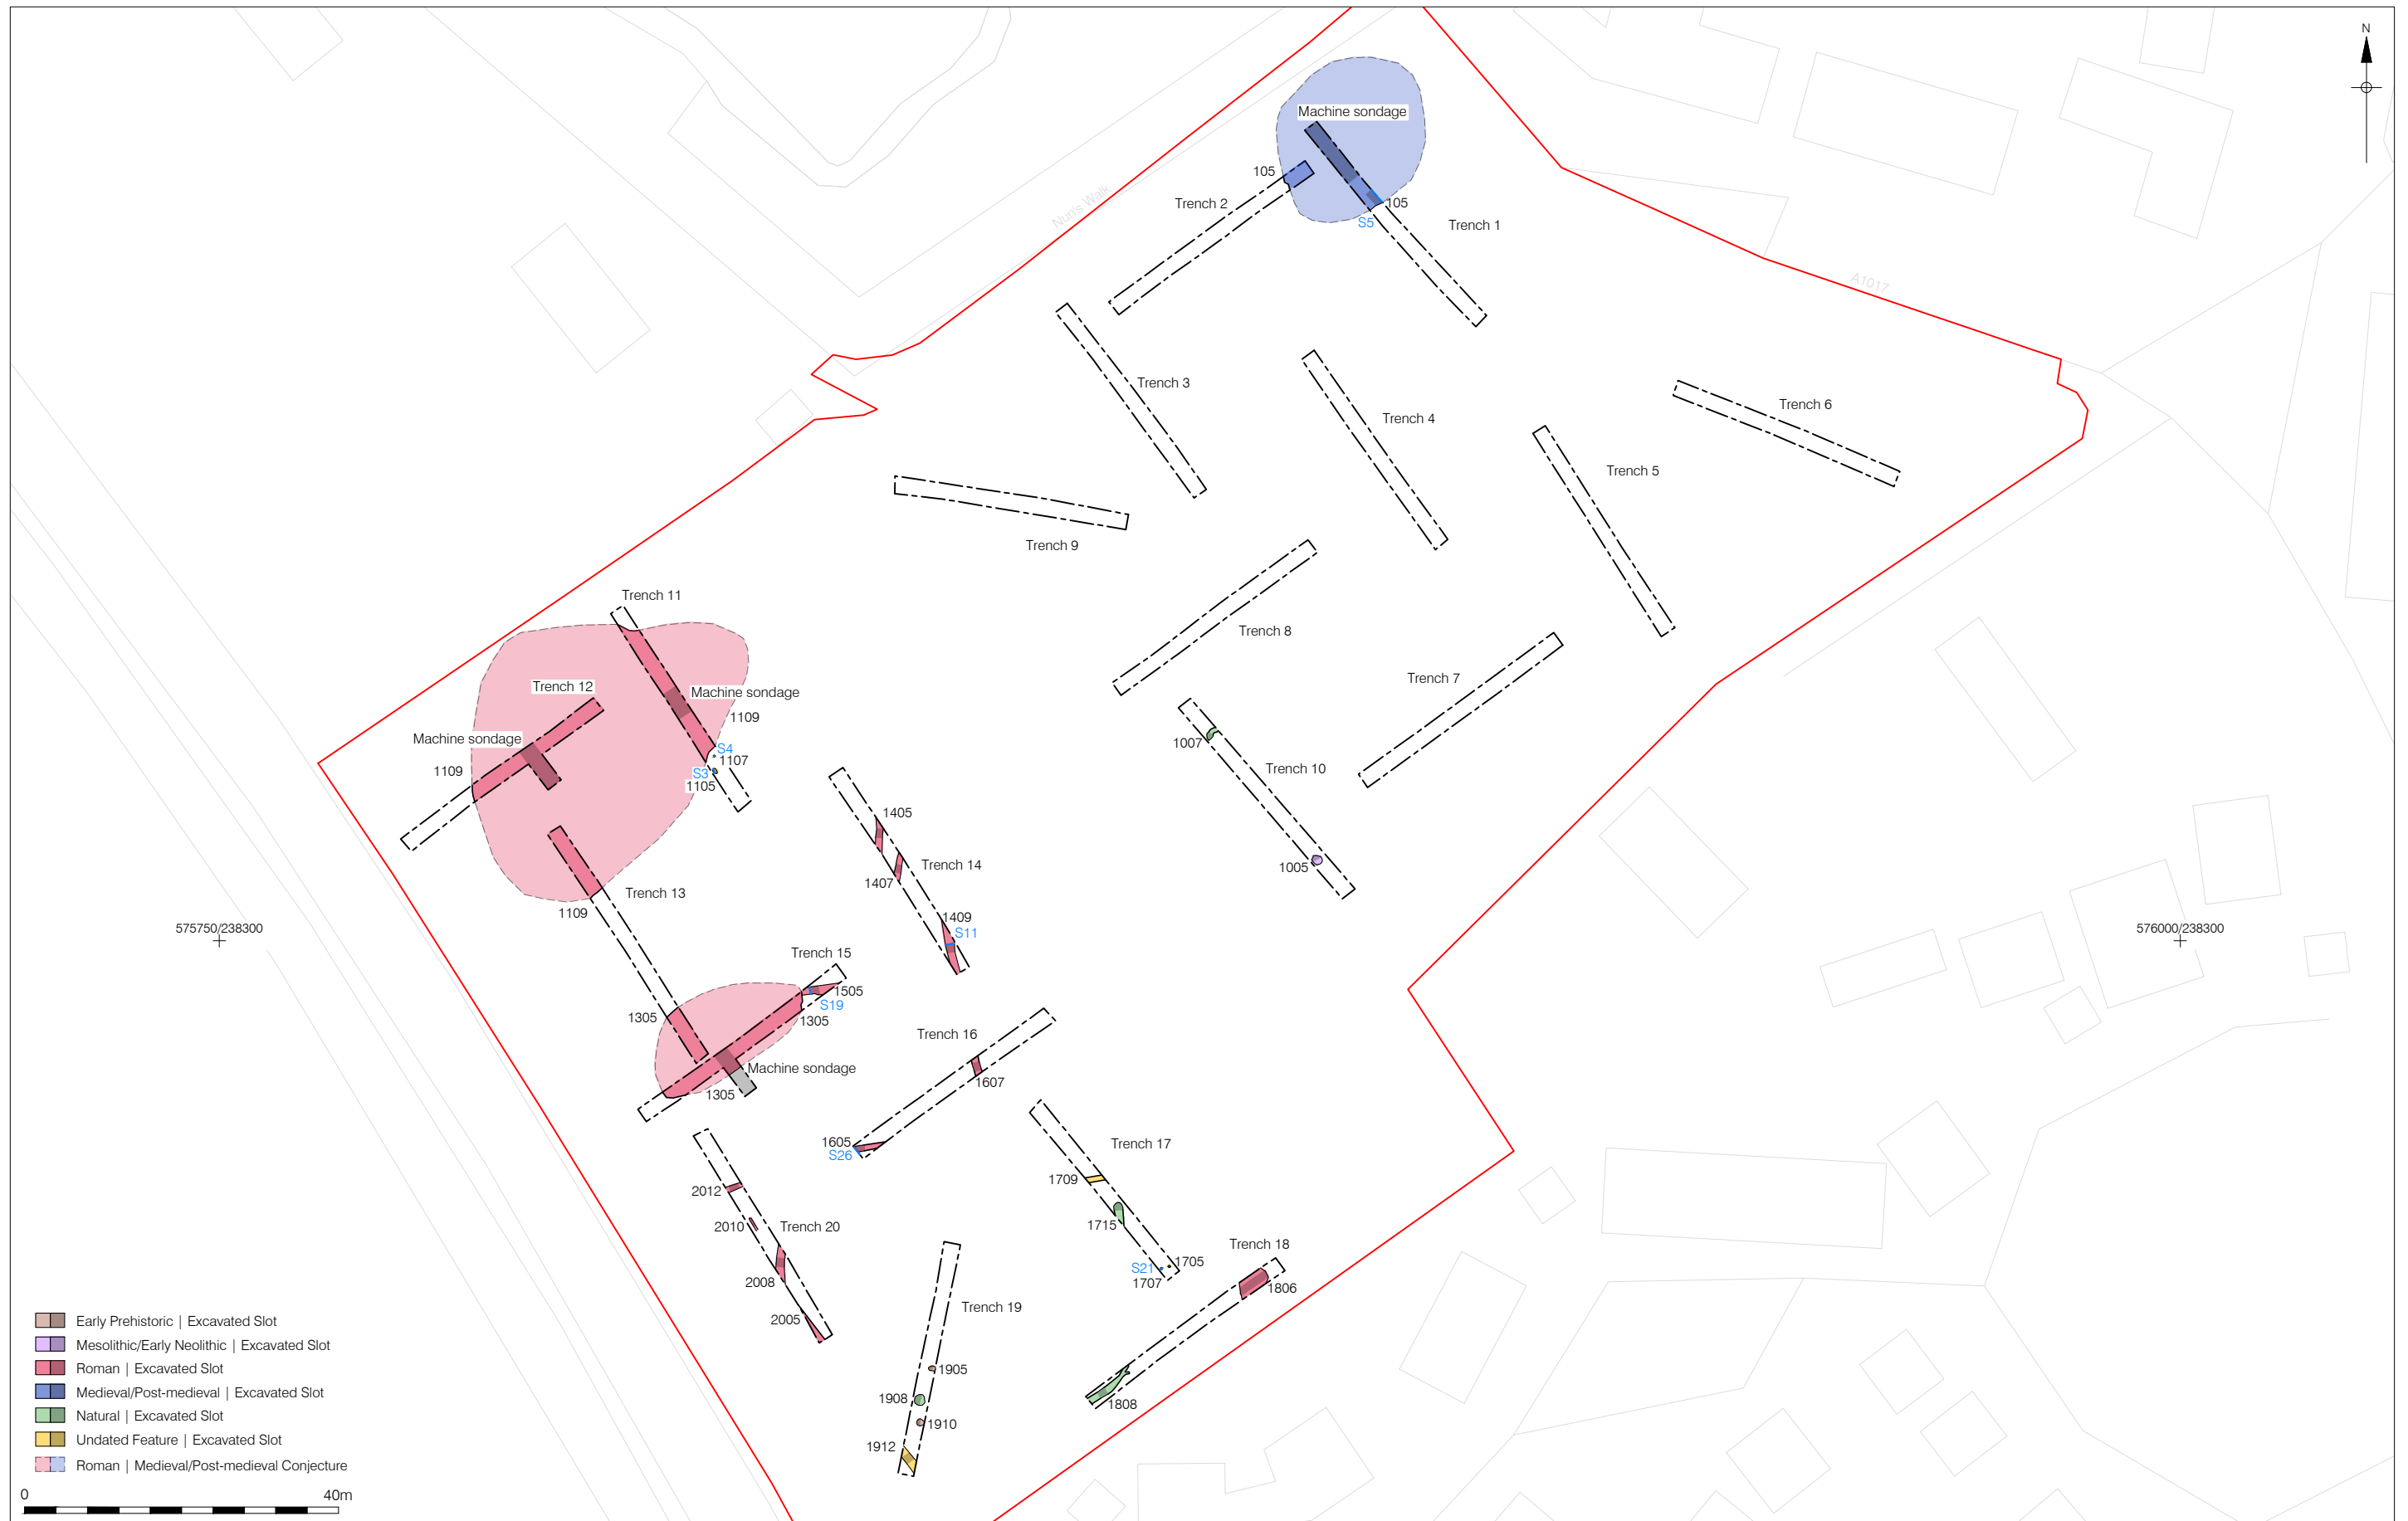 N
Machine sondage
105
Trench 2
105
S5
Trench 1
Nun's Walk
A1017
Trench 3
Trench 4
Trench 6
Trench 5
Trench 9
Trench 11
Trench 8
Trench 7
Trench 12
Machine sondage
1109
Machine sondage
1109
S4
1107
S3
1105
1007
Trench 10
1005
1405
Trench 14
1407
Trench 13
1109
1409
S11
575750/238300
576000/238300
Trench 15
1505
S19
1305
1305
Machine sondage
1305
Trench 16
1607
1605
S26
Trench 17
1709
1715
2012
2010
Trench 20
2008
2005
S21
1705
1707
Trench 18
1806
Trench 19
1905
1908
1910
1912
1808
Early Prehistoric | Excavated Slot
Mesolithic/Early Neolithic | Excavated Slot
Roman | Excavated Slot
Medieval/Post-medieval | Excavated Slot
Natural | Excavated Slot
Undated Feature | Excavated Slot
Roman | Medieval/Post-medieval Conjecture
0 40m